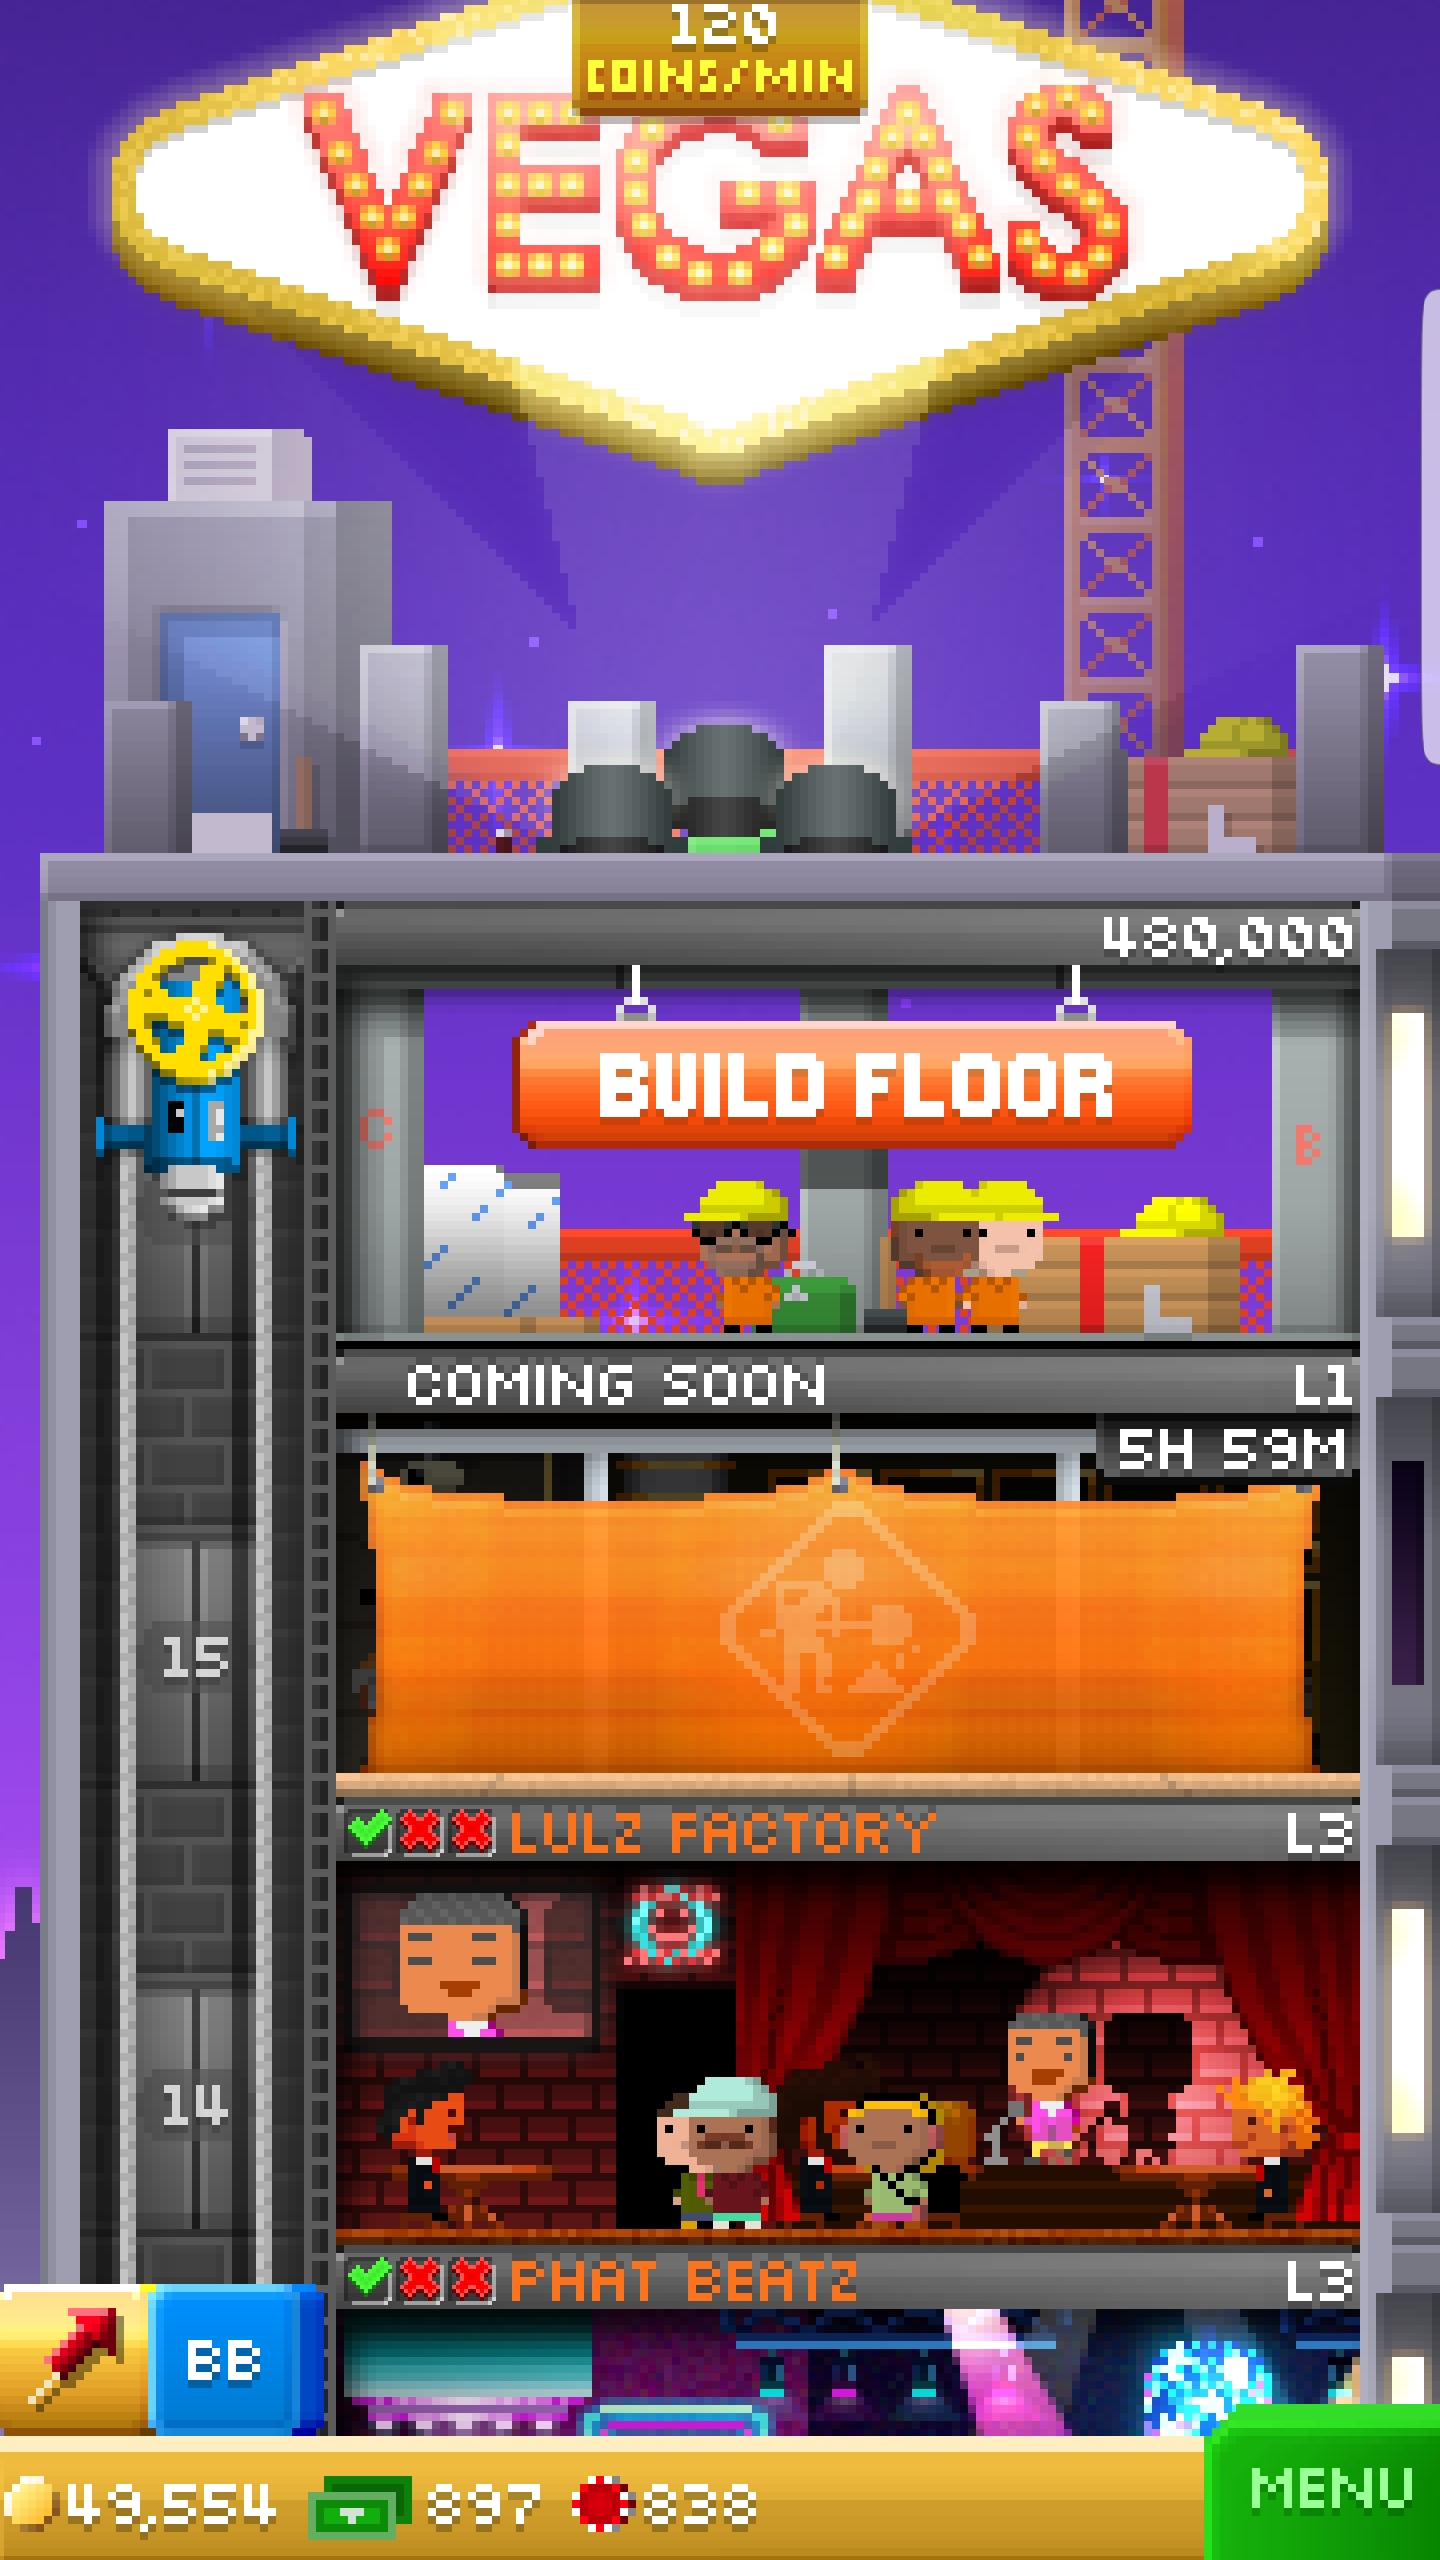 120
COINS/MIN
VEGAS
480,000
BUILD FLOOR
C
B
COMING SOON L1
5H 59M
15
LULZ FACTORY L3
14
PHAT BEATZ L3
BB
49,554 897 838
MENU